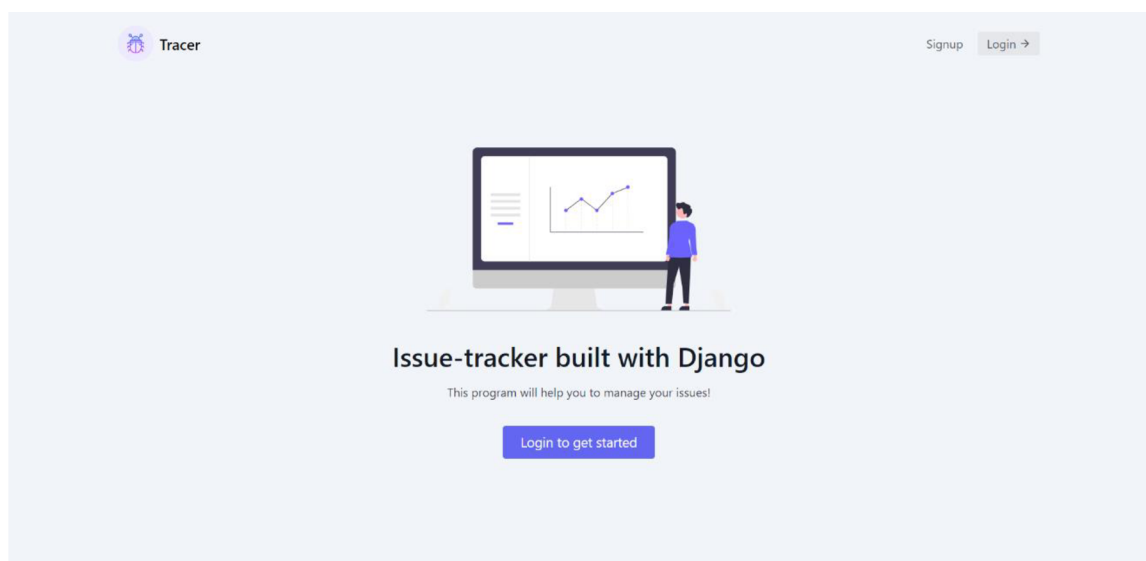 Tracer
Signup
Login →
Issue-tracker built with Django
This program will help you to manage your issues!
Login to get started